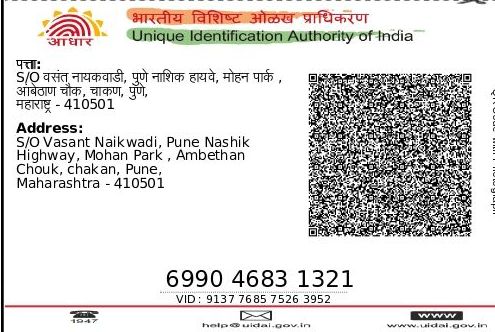 भारतीय विशिष्ट ओळख प्राधिकरण
आधार
Unique Identification Authority of India
पत्ता:
S/O वसंत नायकवाडी, पुणे नाशिक हायवे, मोहन पार्क ,
आंबेठाण चौक, चाकण, पुणे,
महाराष्ट्र - 410501
Address:
S/O Vasant Naikwadi, Pune Nashik
Highway, Mohan Park , Ambethan
Chouk, chakan, Pune,
Maharashtra - 410501
6990 4683 1321
VID : 9137 7685 7526 3952
1947
help@uidai.gov.in
www
www.uidai.gov.in